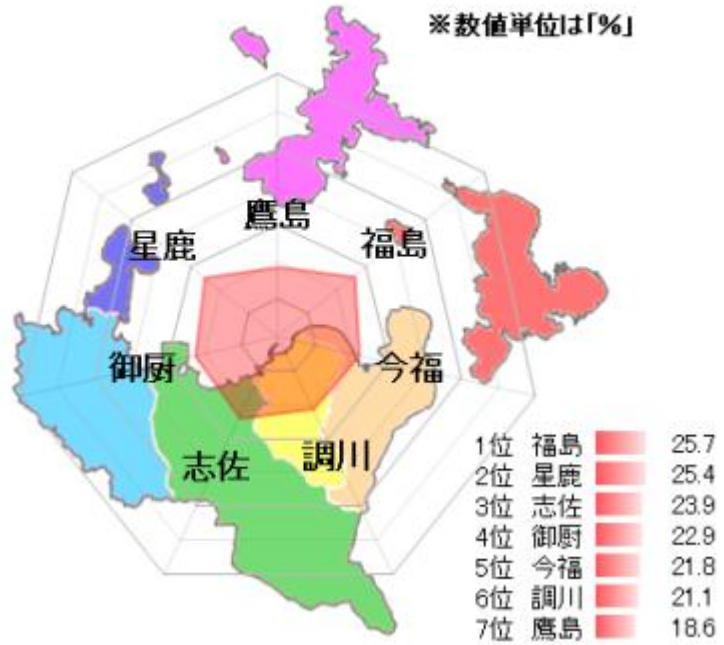 ※数値単位は「%」
鷹島
星鹿
福島
御厨
今福
志佐
調川
1位 福島 25.7
2位 星鹿 25.4
3位 志佐 23.9
4位 御厨 22.9
5位 今福 21.8
6位 調川 21.1
7位 鷹島 18.6